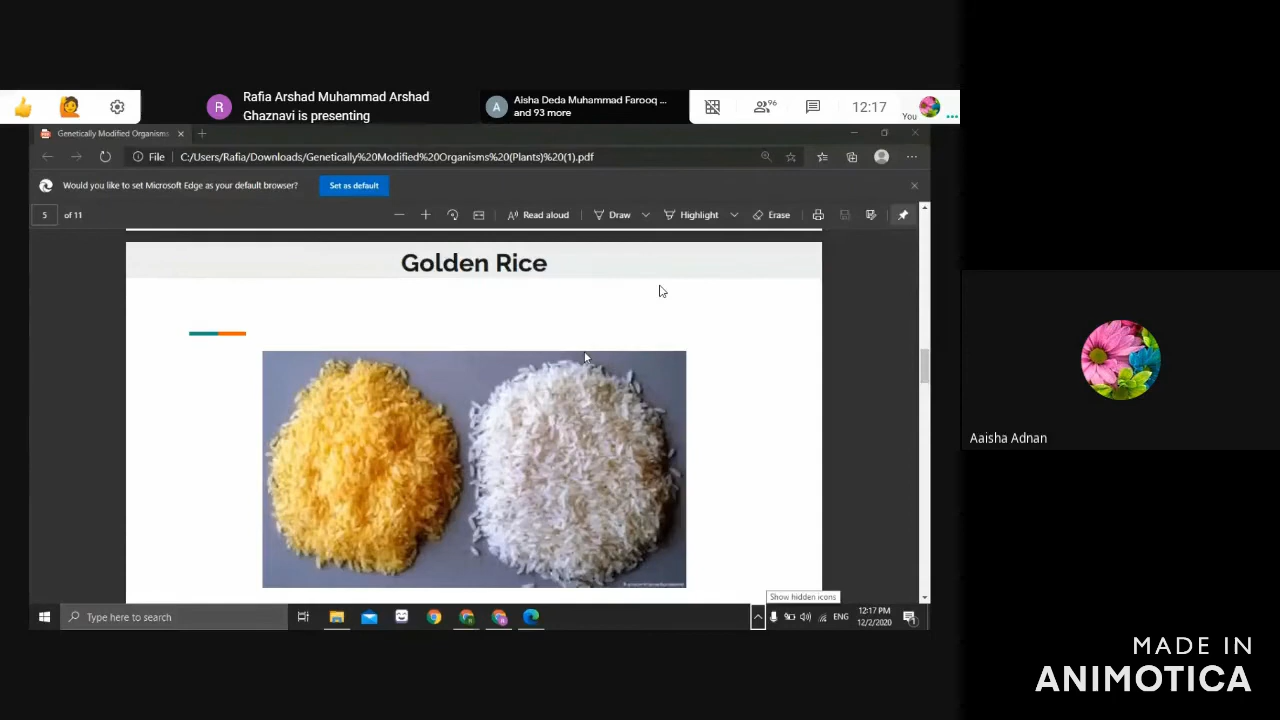 R
Rafia Arshad Muhammad Arshad
Ghaznavi is presenting
A
Aisha Deda Muhammad Farooq ...
and 93 more
96
12:17
You
Genetically Modified Organisms
File
C:/Users/Rafia/Downloads/Genetically%20Modified%20Organisms%20(Plants)%20(1).pdf
Would you like to set Microsoft Edge as your default browser?
Set as default
5 of 11
Read aloud
Draw
Highlight
Erase
Golden Rice
Aaisha Adnan
Show hidden icons
Type here to search
ENG
12:17 PM
12/2/2020
MADE IN
ANIMOTICA